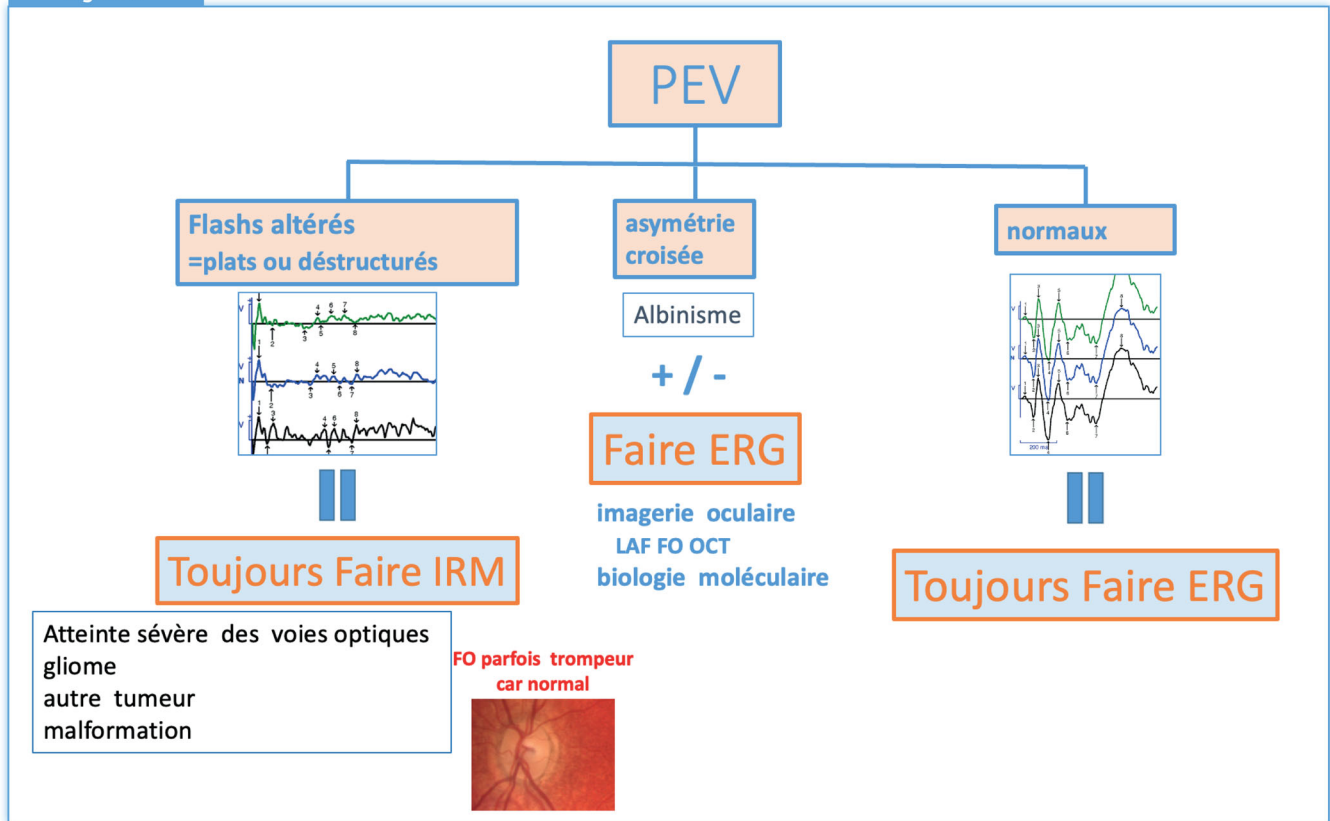 PEV
Flashs altérés
=plats ou déstructurés
asymétrie
croisée
normaux
Albinisme
+ / -
Faire ERG
imagerie oculaire
LAF FO OCT
biologie moléculaire
Toujours Faire IRM
Toujours Faire ERG
Atteinte sévère des voies optiques
gliome
autre tumeur
malformation
FO parfois trompeur
car normal